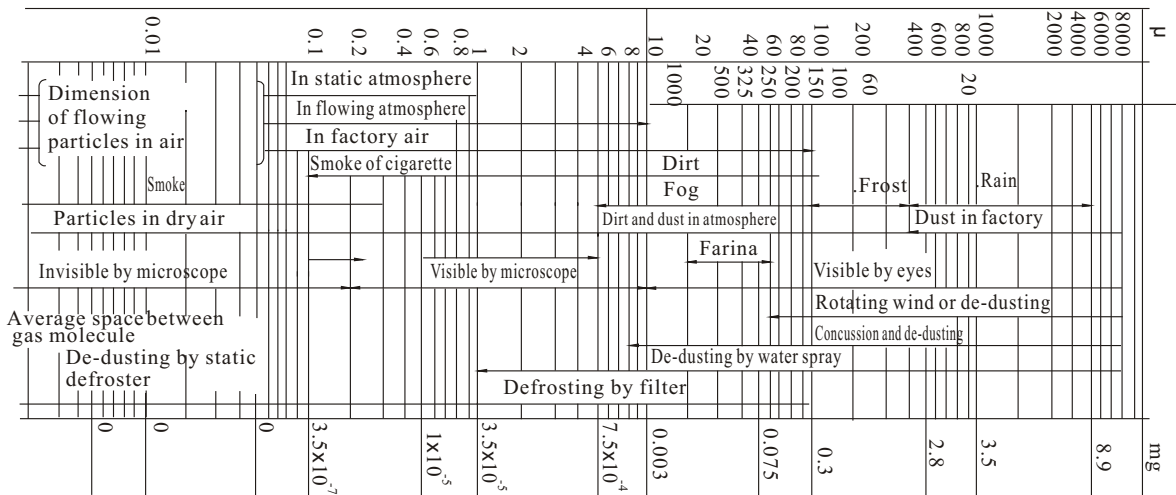 0.01
0.1
0.2
0.4
0.6
0.8
1
2
4
6
8
10
20
40
60
80
100
200
400
600
800
1000
2000
4000
6000
8000
μ
1000
500
325
250
200
150
100
60
20
Dimension
of flowing
particles in air
In static atmosphere
In flowing atmosphere
In factory air
Smoke of cigarette
Dirt
Smoke
Fog
.Frost
.Rain
Particles in dry air
Dirt and dust in atmosphere
Dust in factory
Farina
Invisible by microscope
Visible by microscope
Visible by eyes
Rotating wind or de-dusting
Average space between
gas molecule
Concussion and de-dusting
De-dusting by static
defroster
De-dusting by water spray
Defrosting by filter
0
0
0
3.5x10⁻⁷
1x10⁻⁵
3.5x10⁻⁵
7.5x10⁻⁴
0.003
0.075
0.3
2.8
3.5
8.9
mg